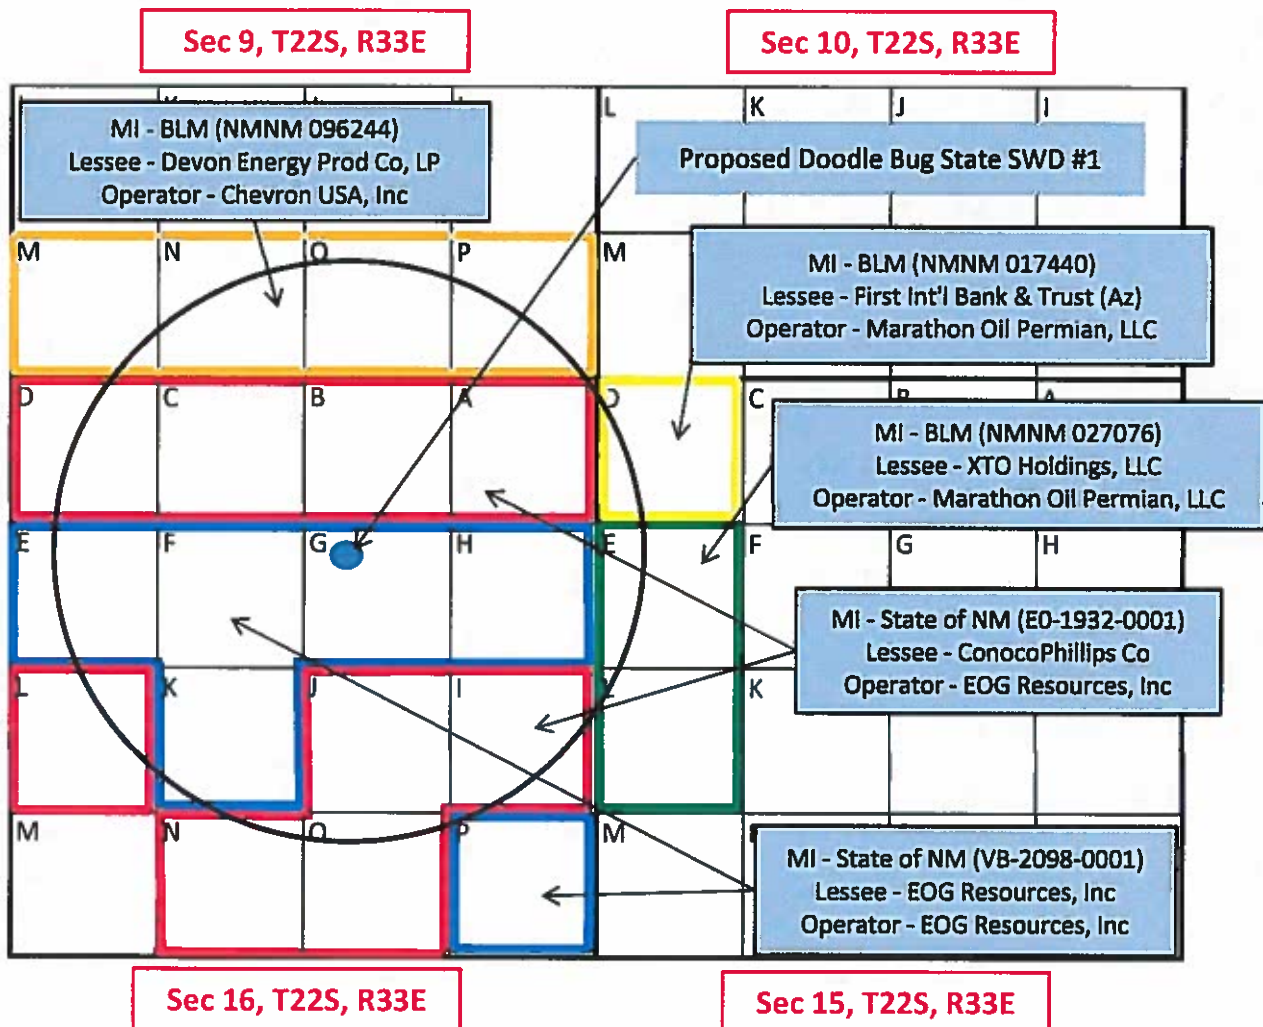 Sec 9, T22S, R33E
Sec 10, T22S, R33E
L
K
J
I
MI - BLM (NMNM 096244)
Lessee - Devon Energy Prod Co, LP
Operator - Chevron USA, Inc
Proposed Doodle Bug State SWD #1
M
N
O
P
M
MI - BLM (NMNM 017440)
Lessee - First Int'l Bank & Trust (Az)
Operator - Marathon Oil Permian, LLC
D
C
B
A
D
C
MI - BLM (NMNM 027076)
Lessee - XTO Holdings, LLC
Operator - Marathon Oil Permian, LLC
E
F
G
H
E
F
G
H
MI - State of NM (E0-1932-0001)
Lessee - ConocoPhillips Co
Operator - EOG Resources, Inc
L
K
J
I
K
M
N
O
P
M
MI - State of NM (VB-2098-0001)
Lessee - EOG Resources, Inc
Operator - EOG Resources, Inc
Sec 16, T22S, R33E
Sec 15, T22S, R33E